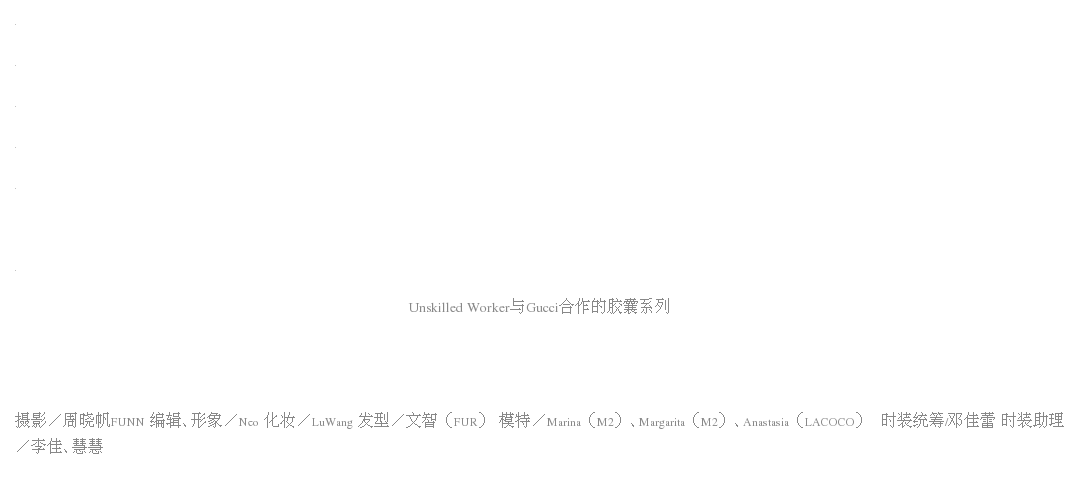 Unskilled Worker与Gucci合作的胶囊系列
摄影／周晓帆FUNN 编辑、形象／Nco 化妆／LuWang 发型／文智（FUR） 模特／Marina（M2）、Margarita（M2）、Anastasia（LACOCO） 时装统筹/邓佳蕾 时装助理
／李佳、慧慧